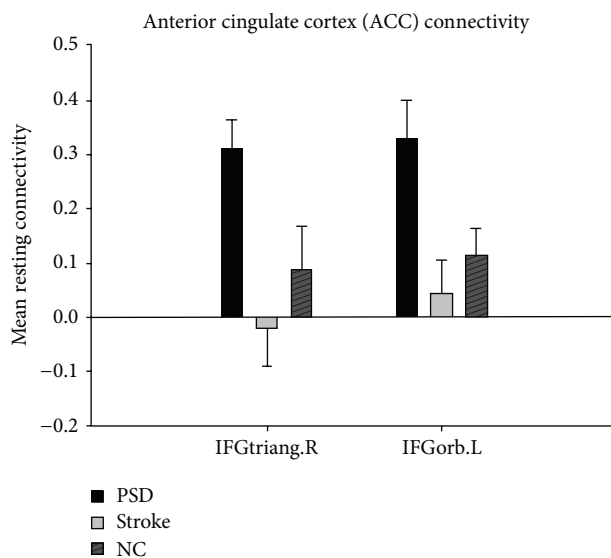 Anterior cingulate cortex (ACC) connectivity
0.5
0.4
0.3
0.2
0.1
0.0
−0.1
−0.2
Mean resting connectivity
IFGtriang.R IFGorb.L
PSD
Stroke
NC